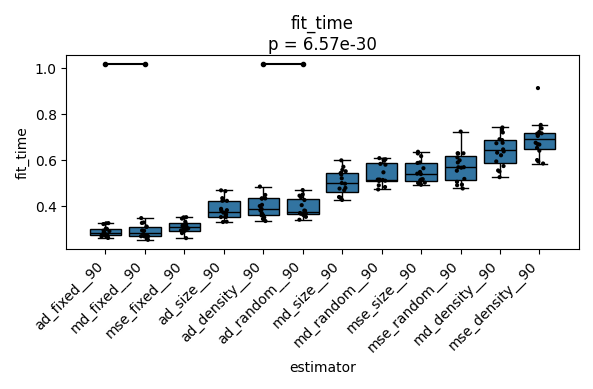 fit_time
p = 6.57e-30
1.0
0.8
0.6
0.4
fit_time
ad_fixed__90
md_fixed__90
mse_fixed__90
ad_size__90
ad_density__90
ad_random__90
md_size__90
md_random__90
mse_size__90
mse_random__90
md_density__90
mse_density__90
estimator